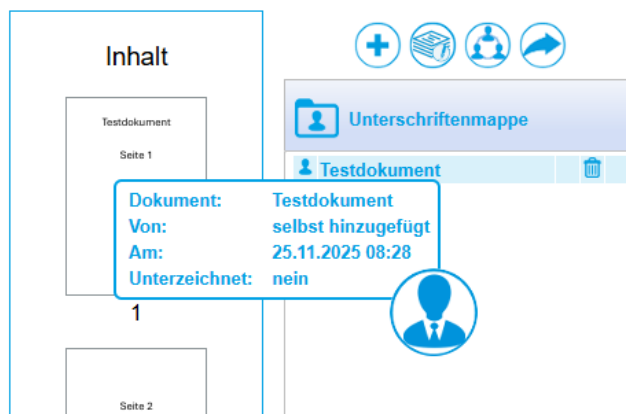 Inhalt
Testdokument
Seite 1
1
Seite 2
Unterschriftenmappe
Testdokument
Dokument: Testdokument
Von: selbst hinzugefügt
Am: 25.11.2025 08:28
Unterzeichnet: nein